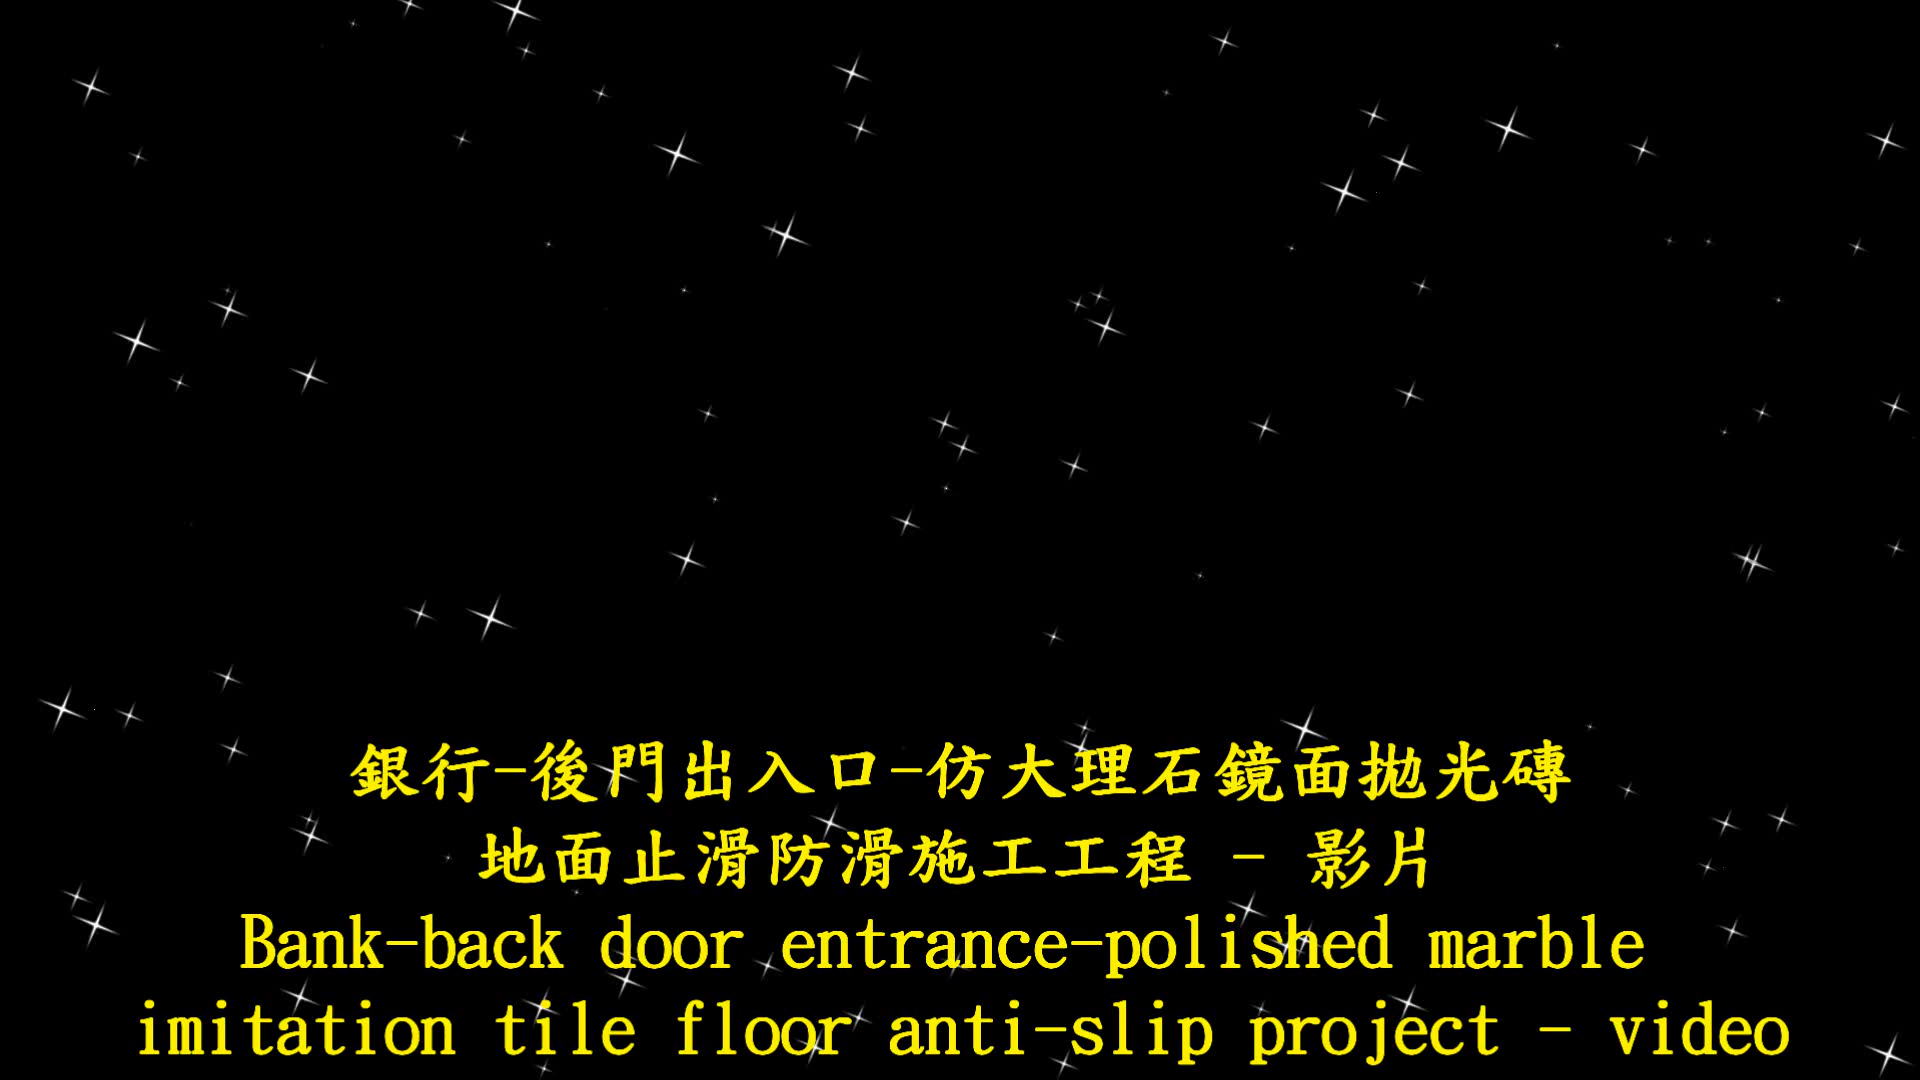 銀行-後門出入口-仿大理石鏡面拋光磚
地面止滑防滑施工工程 - 影片
Bank-back door entrance-polished marble
imitation tile floor anti-slip project - video